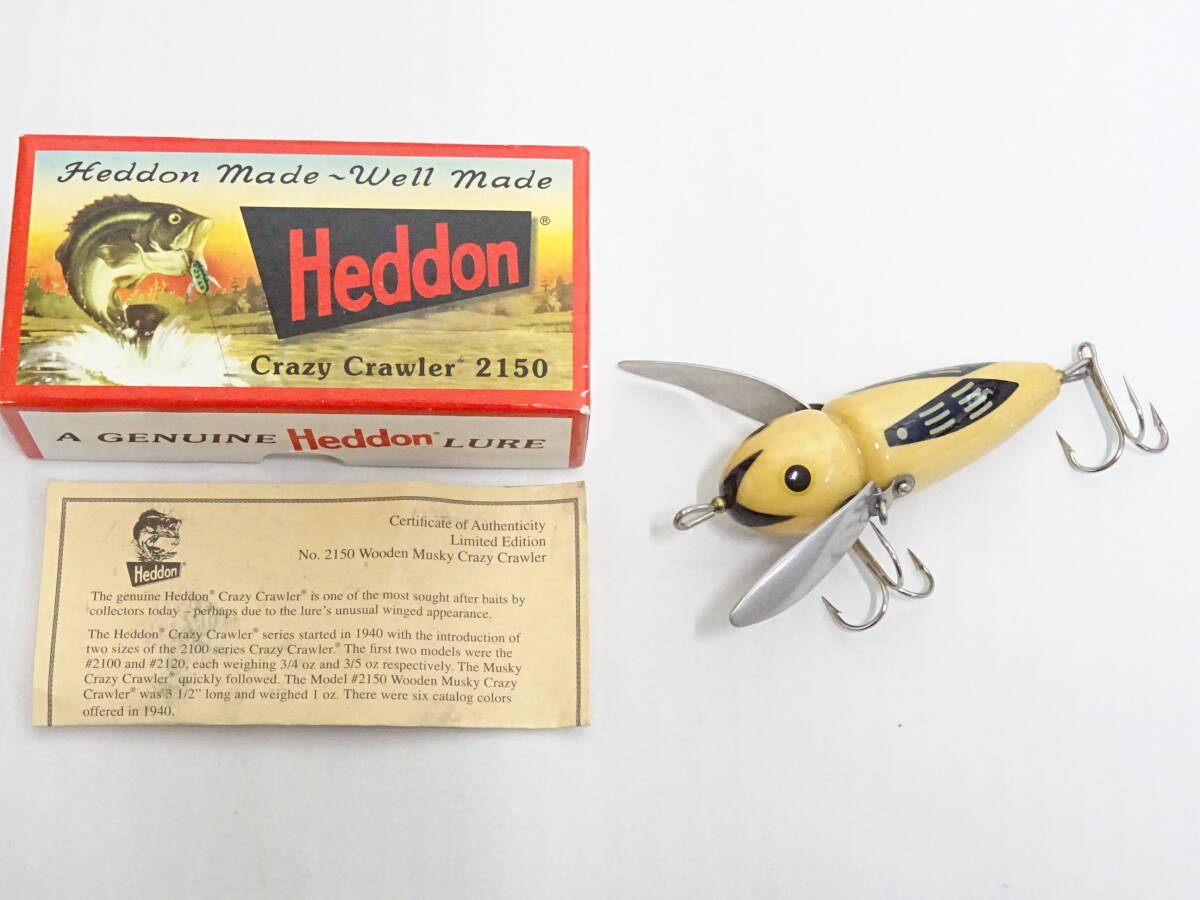 Heddon Made ~ Well Made
Heddon®
Crazy Crawler® 2150
A GENUINE Heddon® LURE
Certificate of Authenticity
Limited Edition
No. 2150 Wooden Musky Crazy Crawler
Heddon®
The genuine Heddon® Crazy Crawler® is one of the most sought after baits by
collectors today – perhaps due to the lure's unusual winged appearance.
The Heddon® Crazy Crawler® series started in 1940 with the introduction of
two sizes of the 2100 series Crazy Crawler.® The first two models were the
#2100 and #2120, each weighing 3/4 oz and 3/5 oz respectively. The Musky
Crazy Crawler® quickly followed. The Model #2150 Wooden Musky Crazy
Crawler® was 3 1/2" long and weighed 1 oz. There were six catalog colors
offered in 1940.